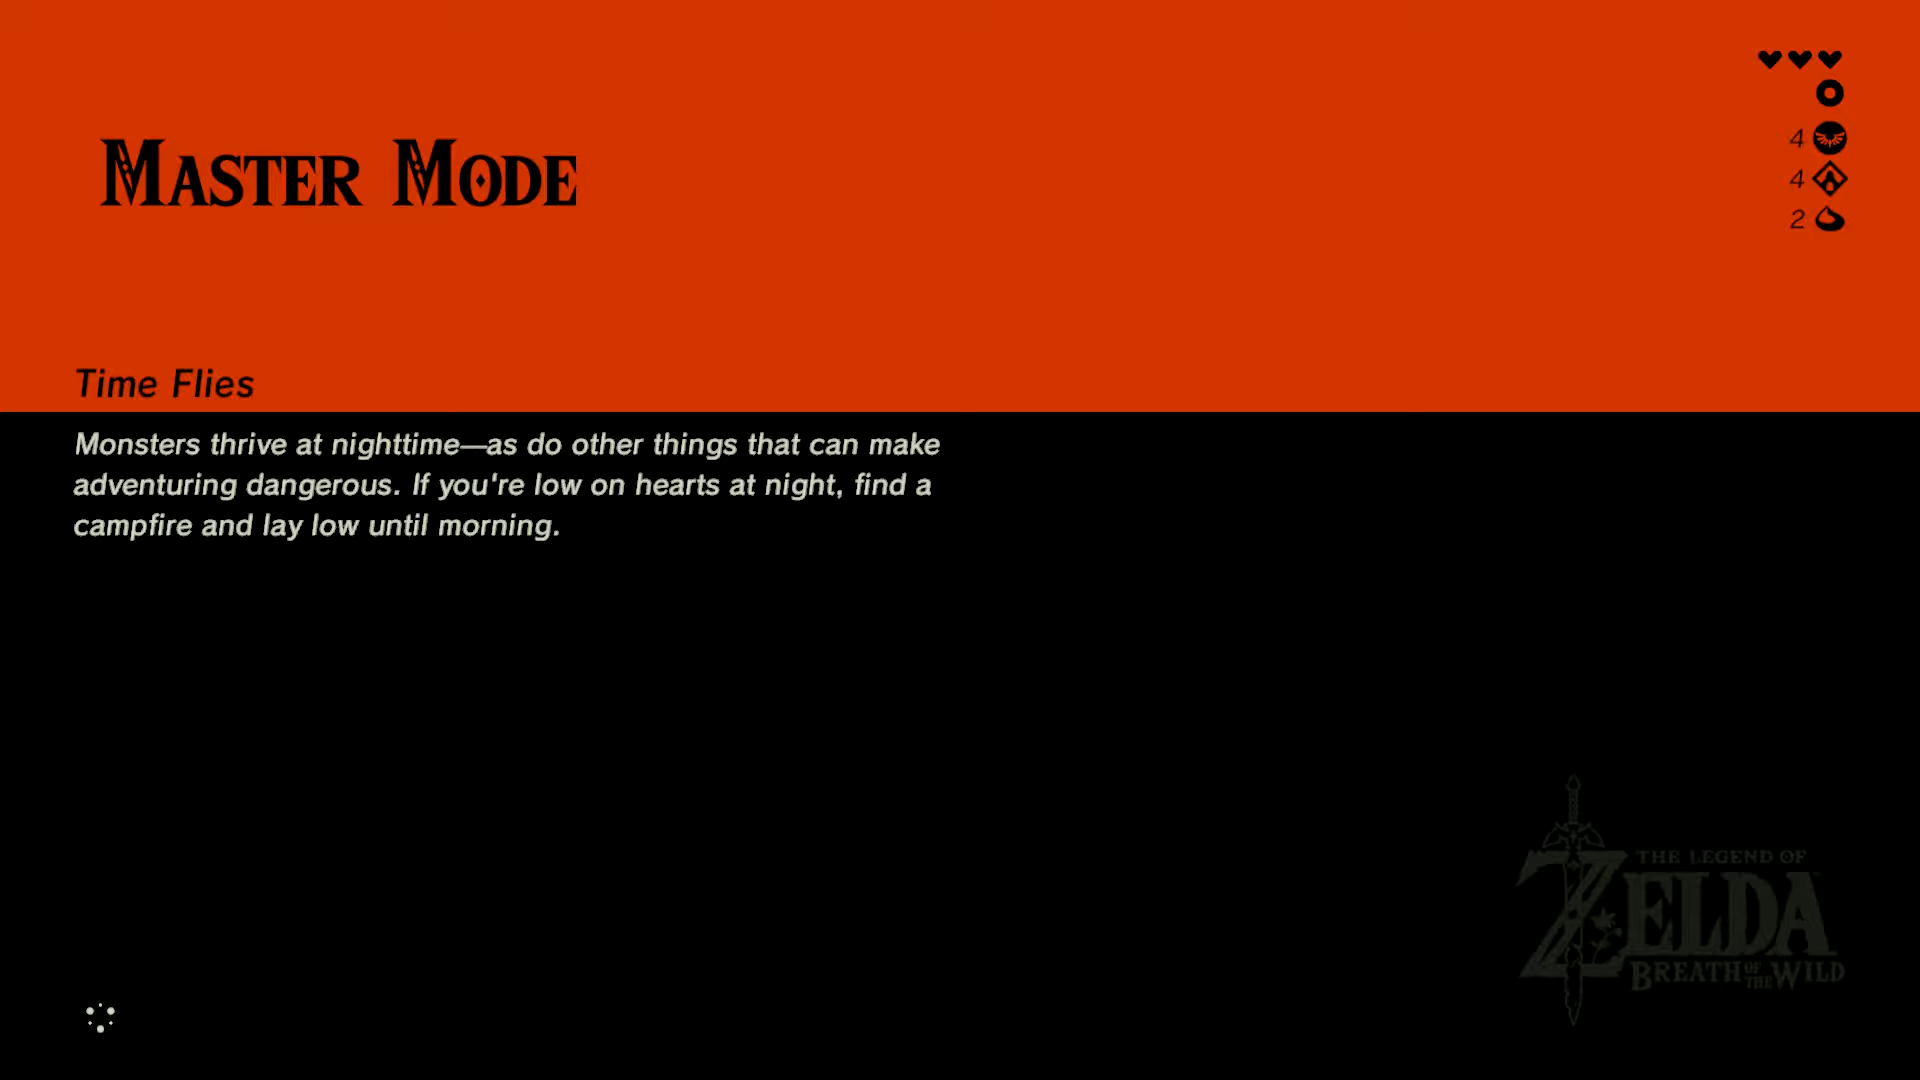 Master Mode
4
4
2
Time Flies
Monsters thrive at nighttime—as do other things that can make
adventuring dangerous. If you're low on hearts at night, find a
campfire and lay low until morning.
THE LEGEND OF
ZELDA
BREATH OF THE WILD